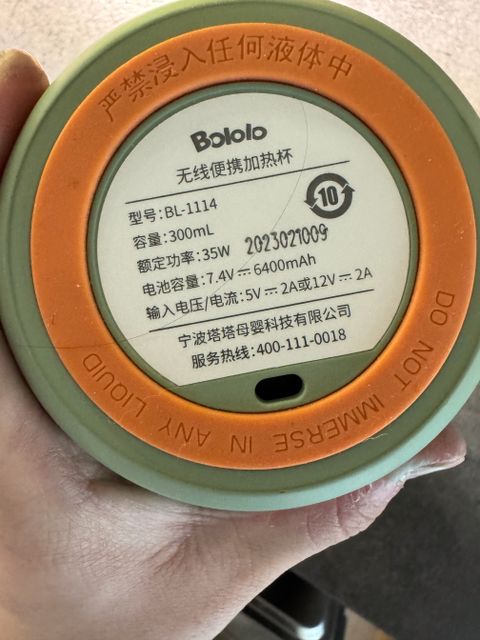 严禁浸入任何液体中
Bololo
无线便携加热杯
型号:BL-1114
容量:300mL
10
额定功率:35W 2023021009
电池容量:7.4V⎓6400mAh
输入电压/电流:5V⎓2A或12V⎓2A
宁波塔塔母婴科技有限公司
服务热线:400-111-0018
DO NOT IMMERSE IN ANY LIQUID